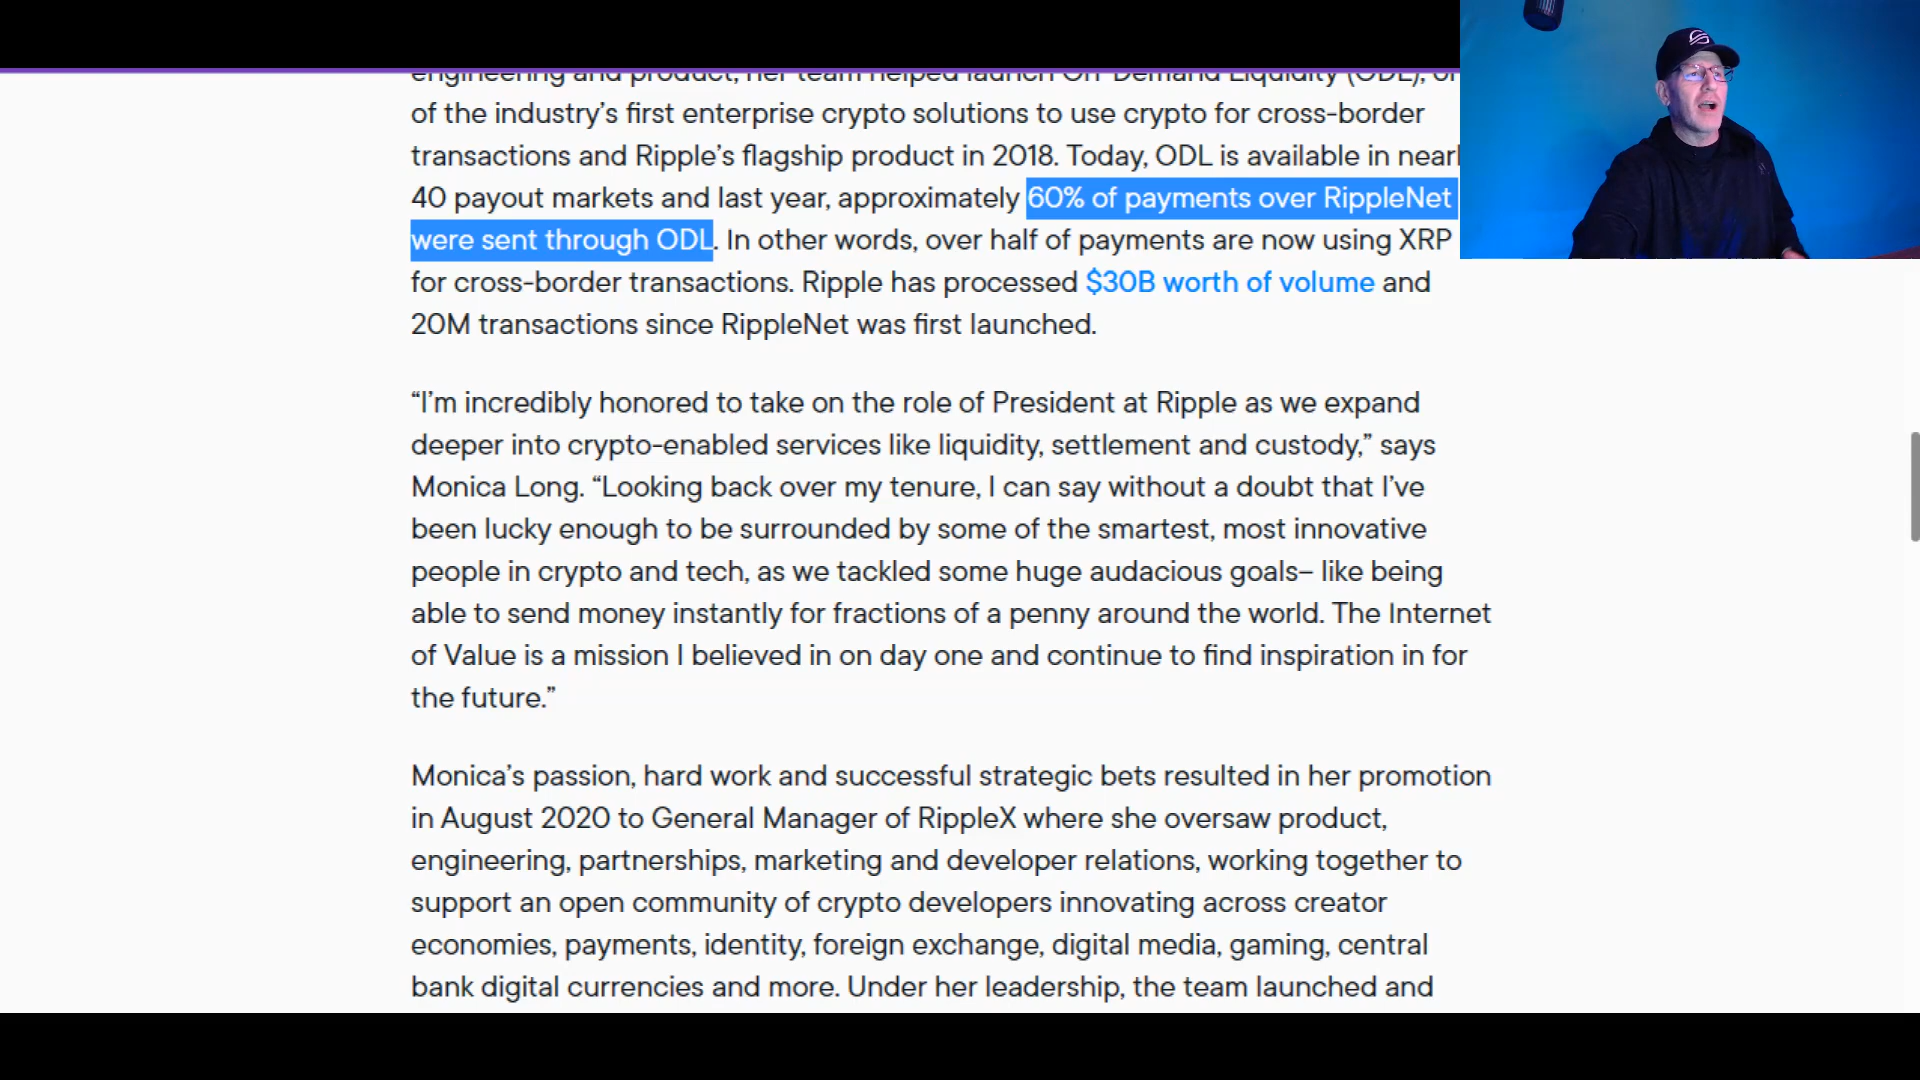 engineering and product, her team helped launch On-Demand Liquidity (ODL),
of the industry’s first enterprise crypto solutions to use crypto for cross-border
transactions and Ripple’s flagship product in 2018. Today, ODL is available in nearl
40 payout markets and last year, approximately 60% of payments over RippleNet
were sent through ODL. In other words, over half of payments are now using XRP
for cross-border transactions. Ripple has processed $30B worth of volume and
20M transactions since RippleNet was first launched.
“I’m incredibly honored to take on the role of President at Ripple as we expand
deeper into crypto-enabled services like liquidity, settlement and custody,” says
Monica Long. “Looking back over my tenure, I can say without a doubt that I’ve
been lucky enough to be surrounded by some of the smartest, most innovative
people in crypto and tech, as we tackled some huge audacious goals– like being
able to send money instantly for fractions of a penny around the world. The Internet
of Value is a mission I believed in on day one and continue to find inspiration in for
the future.”
Monica’s passion, hard work and successful strategic bets resulted in her promotion
in August 2020 to General Manager of RippleX where she oversaw product,
engineering, partnerships, marketing and developer relations, working together to
support an open community of crypto developers innovating across creator
economies, payments, identity, foreign exchange, digital media, gaming, central
bank digital currencies and more. Under her leadership, the team launched and